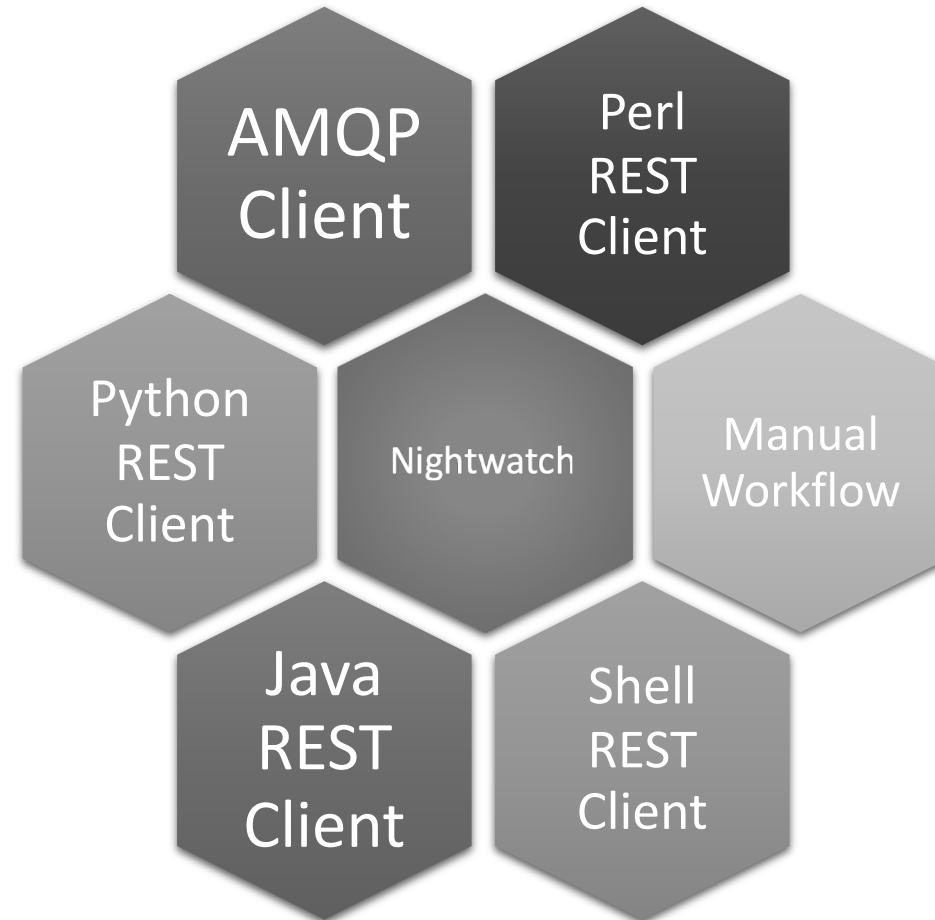 AMQP
Client
Perl
REST
Client
Python
REST
Client
Nightwatch
Manual
Workflow
Java
REST
Client
Shell
REST
Client